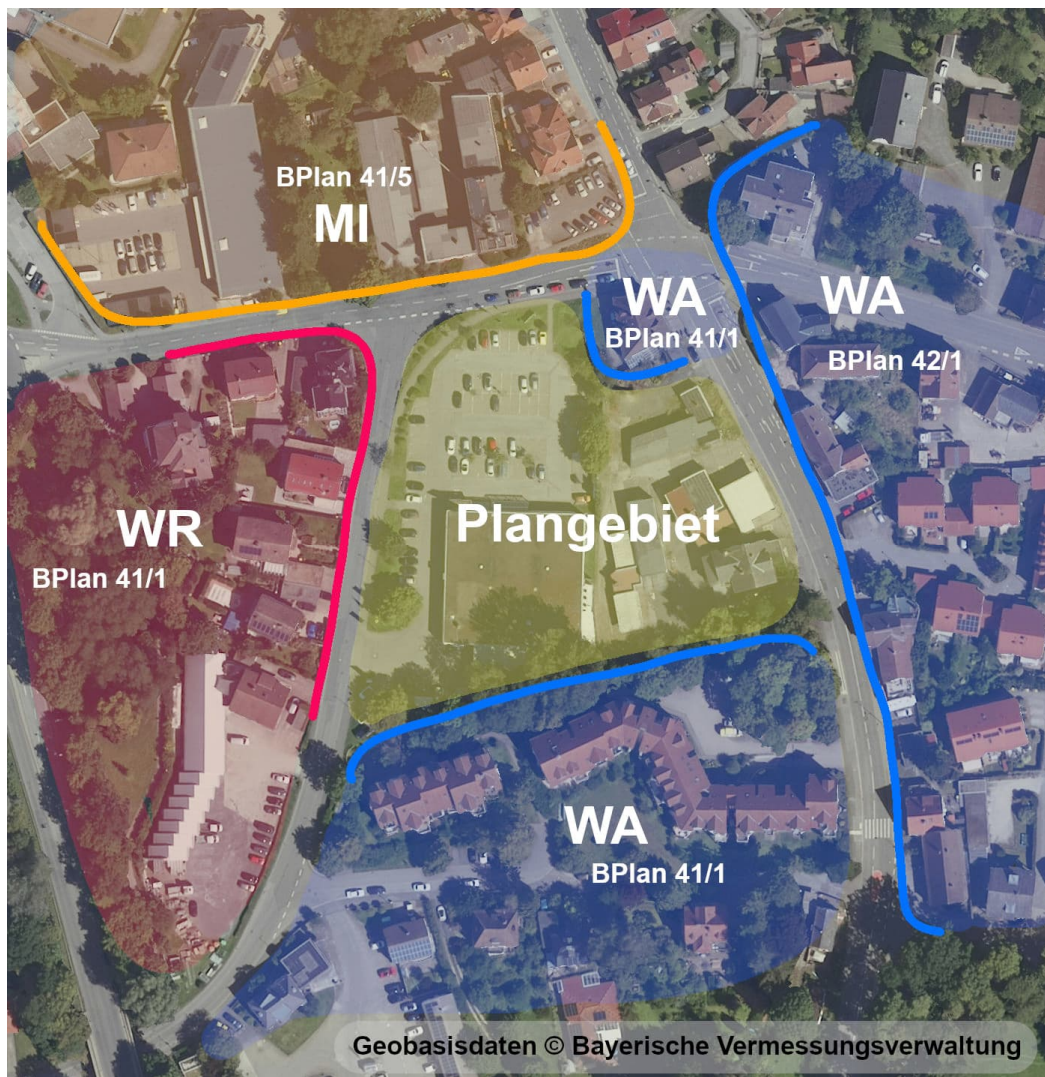 BPlan 41/5
MI
WA
BPlan 41/1
WA
BPlan 42/1
WR
BPlan 41/1
Plangebiet
WA
BPlan 41/1
Geobasisdaten © Bayerische Vermessungsverwaltung